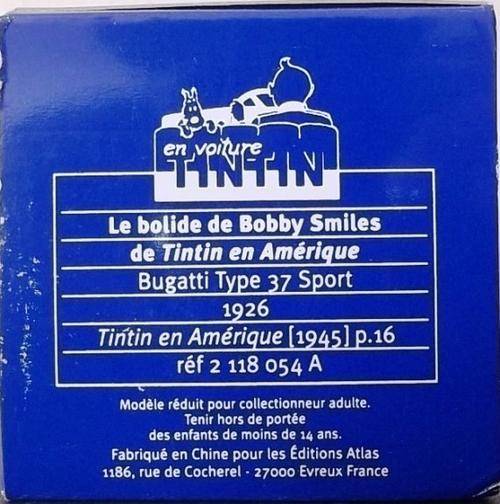 en voiture
TINTIN
Le bolide de Bobby Smiles
de Tintin en Amérique
Bugatti Type 37 Sport
1926
Tintin en Amérique [1945] p.16
réf 2 118 054 A
Modèle réduit pour collectionneur adulte.
Tenir hors de portée
des enfants de moins de 14 ans.
Fabriqué en Chine pour les Éditions Atlas
1186, rue de Cocherel - 27000 Evreux France